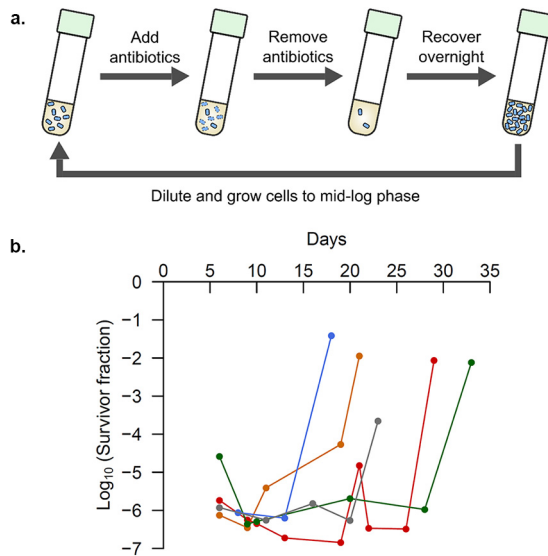 a.
Add antibiotics
Remove antibiotics
Recover overnight
Dilute and grow cells to mid-log phase
b.
Days
0 5 10 15 20 25 30 35
0
−1
−2
−3
−4
−5
−6
−7
Log10 (Survivor fraction)